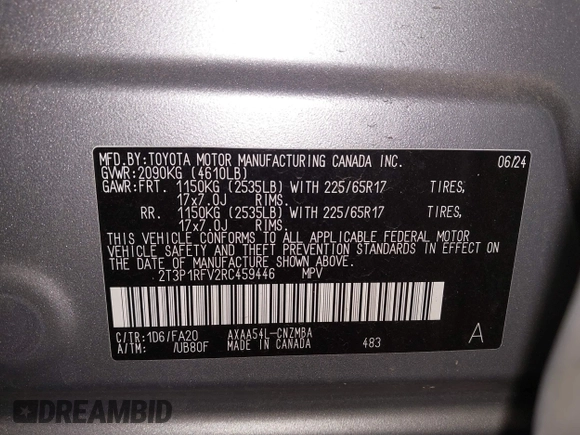 MFD.BY:TOYOTA MOTOR MANUFACTURING CANADA INC. 06/24
GVWR:2090KG (4610LB)
GAWR:FRT. 1150KG (2535LB) WITH 225/65R17 TIRES,
17x7.0J RIMS.
RR. 1150KG (2535LB) WITH 225/65R17 TIRES,
17x7.0J RIMS.
THIS VEHICLE CONFORMS TO ALL APPLICABLE FEDERAL MOTOR
VEHICLE SAFETY AND THEFT PREVENTION STANDARDS IN EFFECT ON
THE DATE OF MANUFACTURE SHOWN ABOVE.
2T3P1RFV2RC459446 MPV
C/TR:1D6/FA20 AXAA54L-CNZMBA
A/TM: /UB80F MADE IN CANADA 483 A
DREAMBID